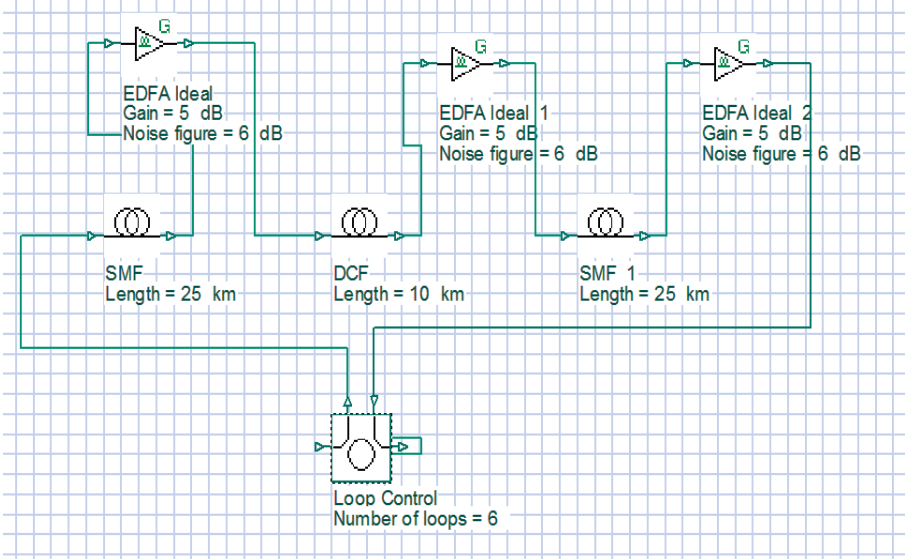 G
EDFA Ideal
Gain = 5 dB
Noise figure = 6 dB
G
EDFA Ideal 1
Gain = 5 dB
Noise figure = 6 dB
G
EDFA Ideal 2
Gain = 5 dB
Noise figure = 6 dB
SMF
Length = 25 km
DCF
Length = 10 km
SMF 1
Length = 25 km
Loop Control
Number of loops = 6